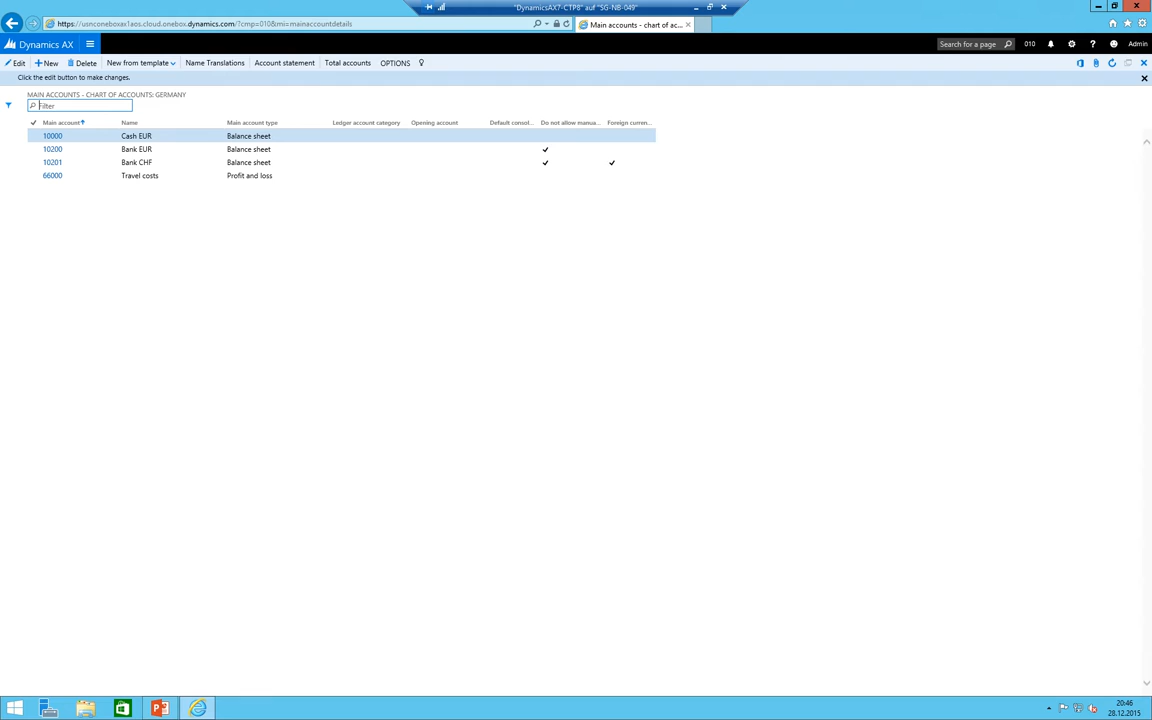 "DynamicsAX7-CTP8" auf "SG-NB-049"
https://usnconeboxax1aos.cloud.onebox.dynamics.com/?cmp=010&mi=mainaccountdetails
Main accounts - chart of ac...
Dynamics AX
Search for a page
010
Admin
Edit
New
Delete
New from template
Name Translations
Account statement
Total accounts
OPTIONS
Click the edit button to make changes.
MAIN ACCOUNTS - CHART OF ACCOUNTS: GERMANY
Filter
Main account Name Main account type Ledger account category Opening account Default consol... Do not allow manua... Foreign curren...
10000 Cash EUR Balance sheet
10200 Bank EUR Balance sheet
10201 Bank CHF Balance sheet
66000 Travel costs Profit and loss
20:46
28.12.2015